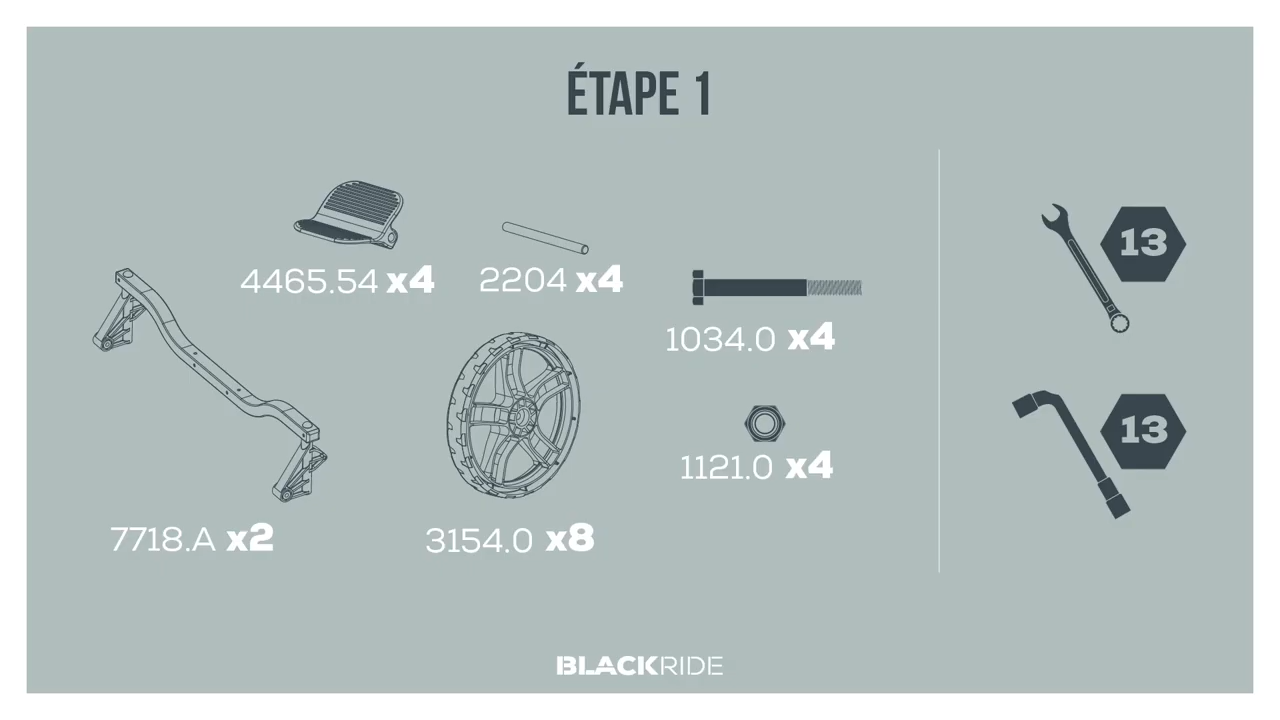 ÉTAPE 1
4465.54 x4
2204 x4
1034.0 x4
1121.0 x4
7718.A x2
3154.0 x8
13
13
BLACKRIDE